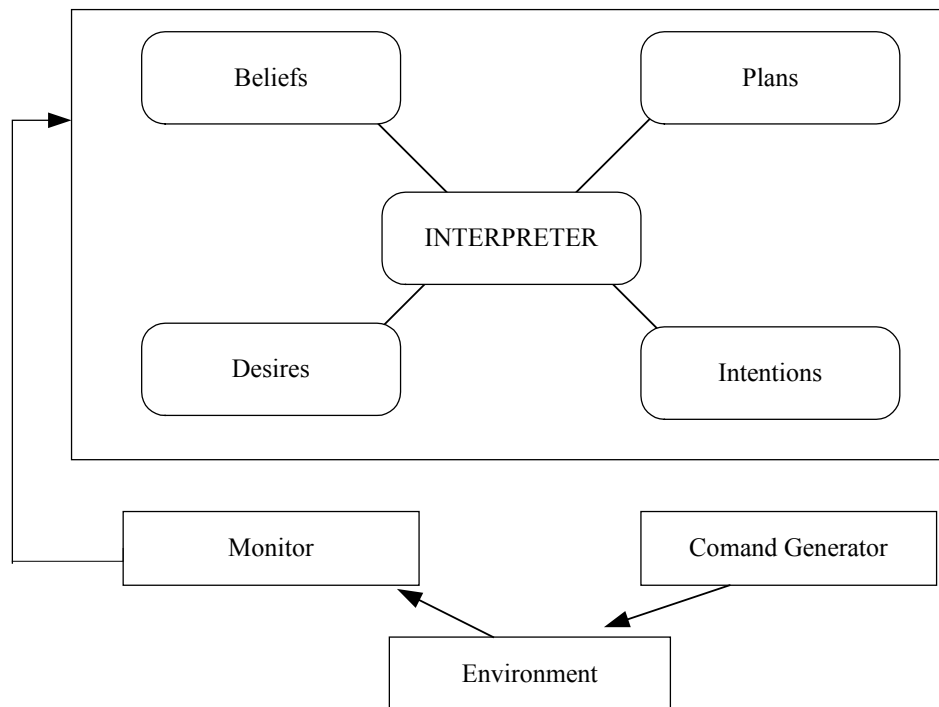 Beliefs
Plans
INTERPRETER
Desires
Intentions
Monitor
Comand Generator
Environment